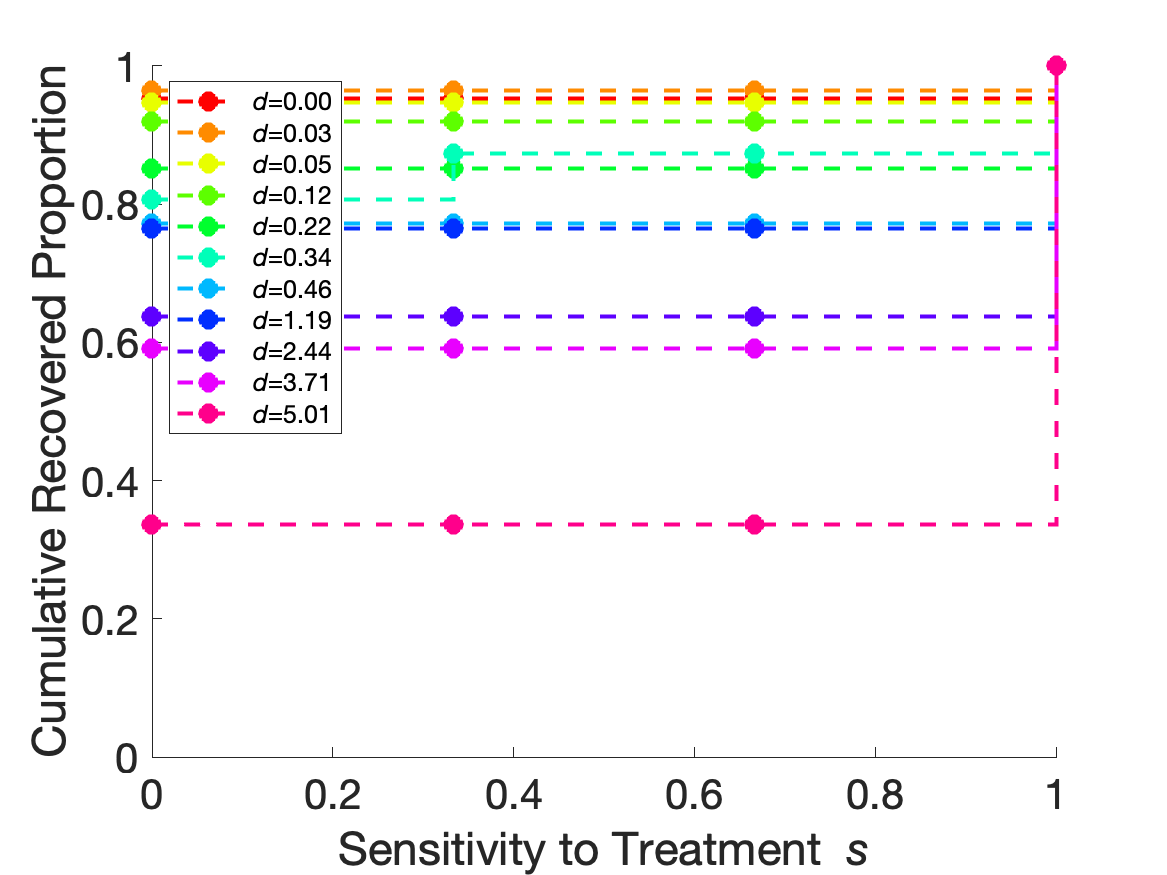 Cumulative Recovered Proportion
1
0.8
0.6
0.4
0.2
0
d=0.00
d=0.03
d=0.05
d=0.12
d=0.22
d=0.34
d=0.46
d=1.19
d=2.44
d=3.71
d=5.01
0 0.2 0.4 0.6 0.8 1
Sensitivity to Treatment s